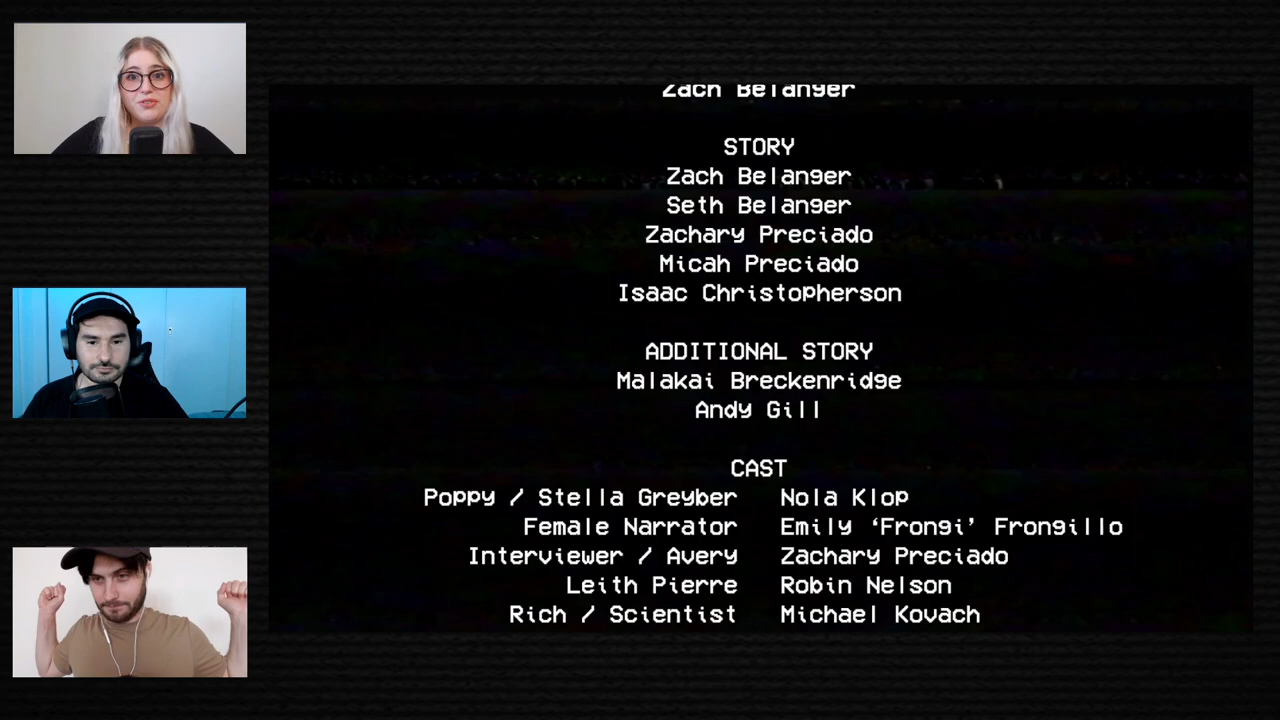 Zach Belanger
STORY
Zach Belanger
Seth Belanger
Zachary Preciado
Micah Preciado
Isaac Christopherson
ADDITIONAL STORY
Malakai Breckenridge
Andy Gill
CAST
Poppy / Stella Greyber Nola Klop
Female Narrator Emily ‘Frongi’ Frongillo
Interviewer / Avery Zachary Preciado
Leith Pierre Robin Nelson
Rich / Scientist Michael Kovach